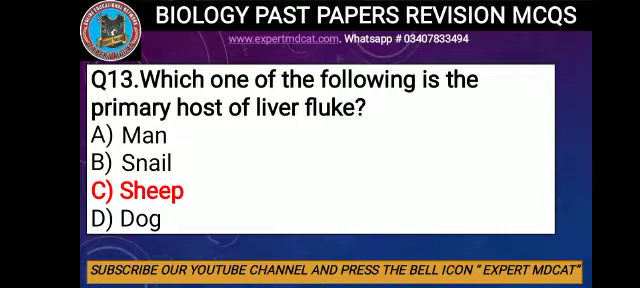 BIOLOGY PAST PAPERS REVISION MCQS
www.expertmdcat.com. Whatsapp # 03407833494
Q13.Which one of the following is the
primary host of liver fluke?
A) Man
B) Snail
C) Sheep
D) Dog
SUBSCRIBE OUR YOUTUBE CHANNEL AND PRESS THE BELL ICON “ EXPERT MDCAT”